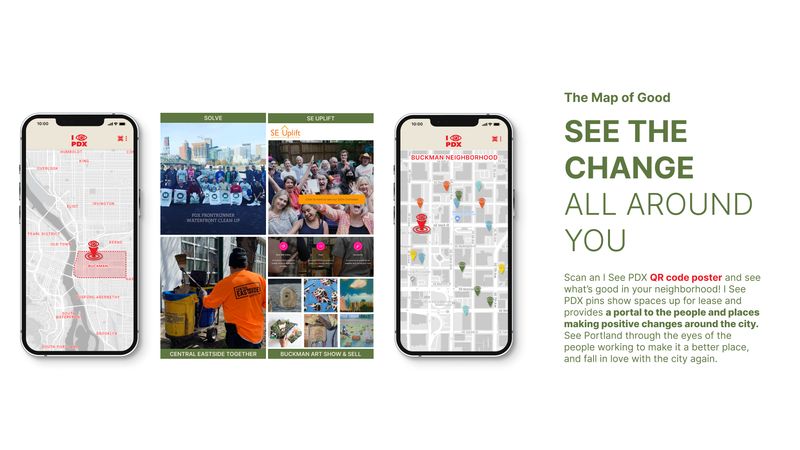 10:00
I PDX
HUMBOLDT
KING
OVERLOOK
IRVINGTON
ELIOT
PEARL DISTRICT
OLD TOWN
KERNS
BUCKMAN
HOSFORD-ABERNETHY
SOUTH WATERFRONT
BROOKLYN
SOUTH PORTLAND
SOLVE
PDX FRONTRUNNER
WATERFRONT CLEAN UP
CENTRAL EASTSIDE TOGETHER
SE UPLIFT
SE Uplift
BUCKMAN ART SHOW & SELL
10:00
I PDX
BUCKMAN NEIGHBORHOOD
The Map of Good
SEE THE
CHANGE
ALL AROUND
YOU
Scan an I See PDX QR code poster and see
what's good in your neighborhood! I See
PDX pins show spaces up for lease and
provides a portal to the people and places
making positive changes around the city.
See Portland through the eyes of the
people working to make it a better place,
and fall in love with the city again.